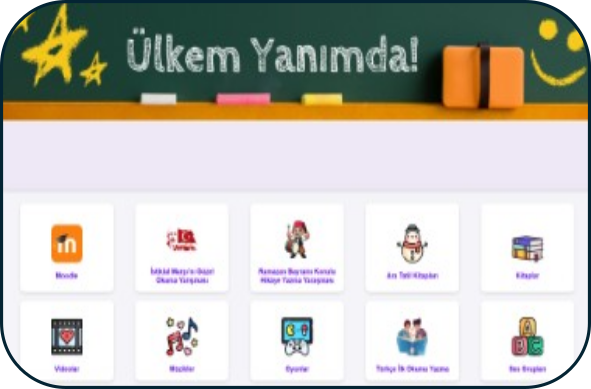 Ülkem Yanımda!
Moodle
İstiklal Marşı'nı Güzel
Okuma Yarışması
Ramazan Bayramı Konulu
Hikaye Yazma Yarışması
Ara Tatil Kitapları
Kitaplar
Videolar
Müzikler
Oyunlar
Türkçe İlk Okuma Yazma
Ses Grupları